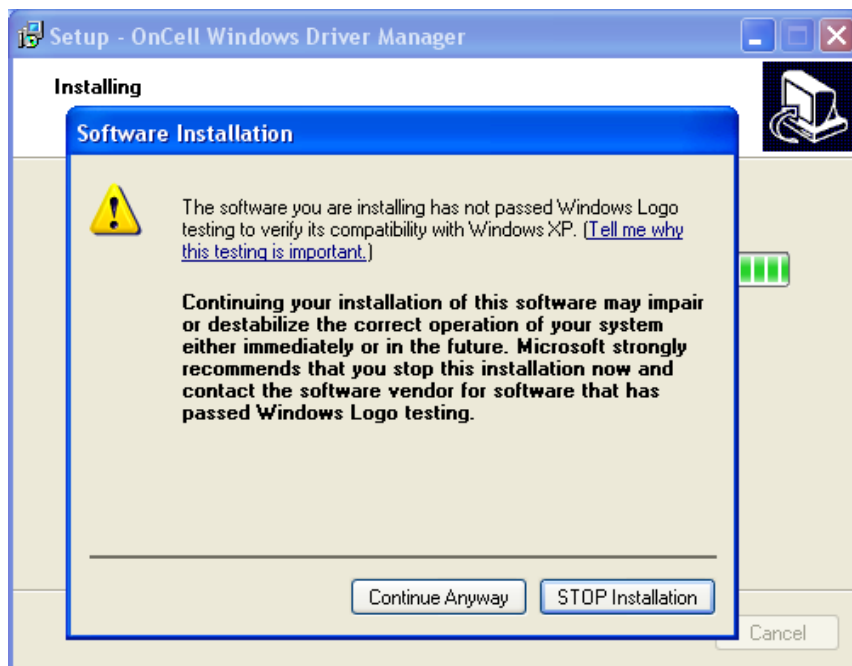 Setup - OnCell Windows Driver Manager
Installing
Software Installation
The software you are installing has not passed Windows Logo
testing to verify its compatibility with Windows XP. (Tell me why
this testing is important.)
Continuing your installation of this software may impair
or destabilize the correct operation of your system
either immediately or in the future. Microsoft strongly
recommends that you stop this installation now and
contact the software vendor for software that has
passed Windows Logo testing.
Continue Anyway
STOP Installation
Cancel